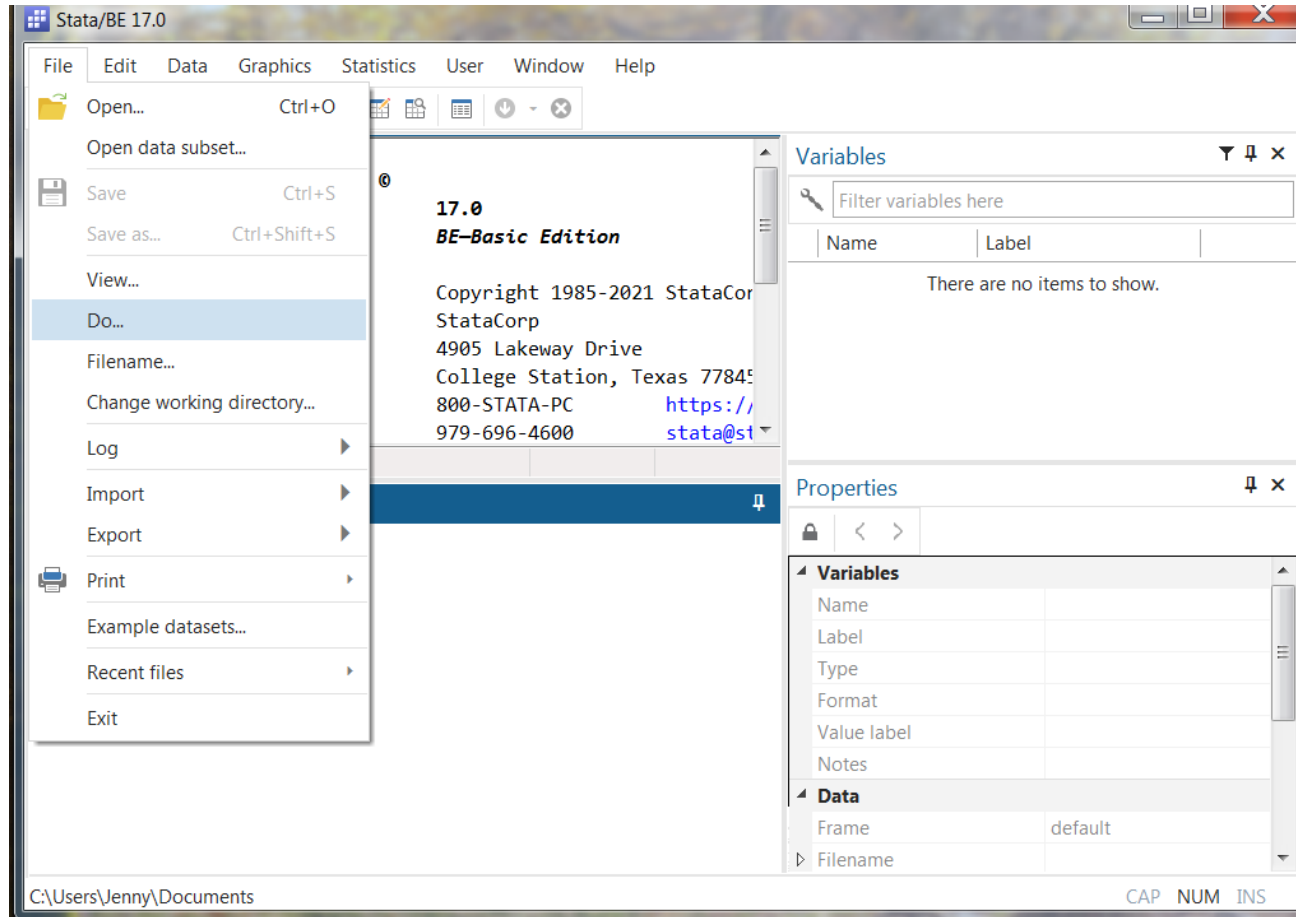 Stata/BE 17.0
File Edit Data Graphics Statistics User Window Help
Open... Ctrl+O
Open data subset...
Save Ctrl+S
Save as... Ctrl+Shift+S
View...
Do...
Filename...
Change working directory...
Log
Import
Export
Print
Example datasets...
Recent files
Exit
©
17.0
BE—Basic Edition
Copyright 1985-2021 StataCor
StataCorp
4905 Lakeway Drive
College Station, Texas 77845
800-STATA-PC https://
979-696-4600 stata@st
Variables
Filter variables here
Name Label
There are no items to show.
Properties
Variables
Name
Label
Type
Format
Value label
Notes
Data
Frame default
Filename
C:\Users\Jenny\Documents
CAP NUM INS